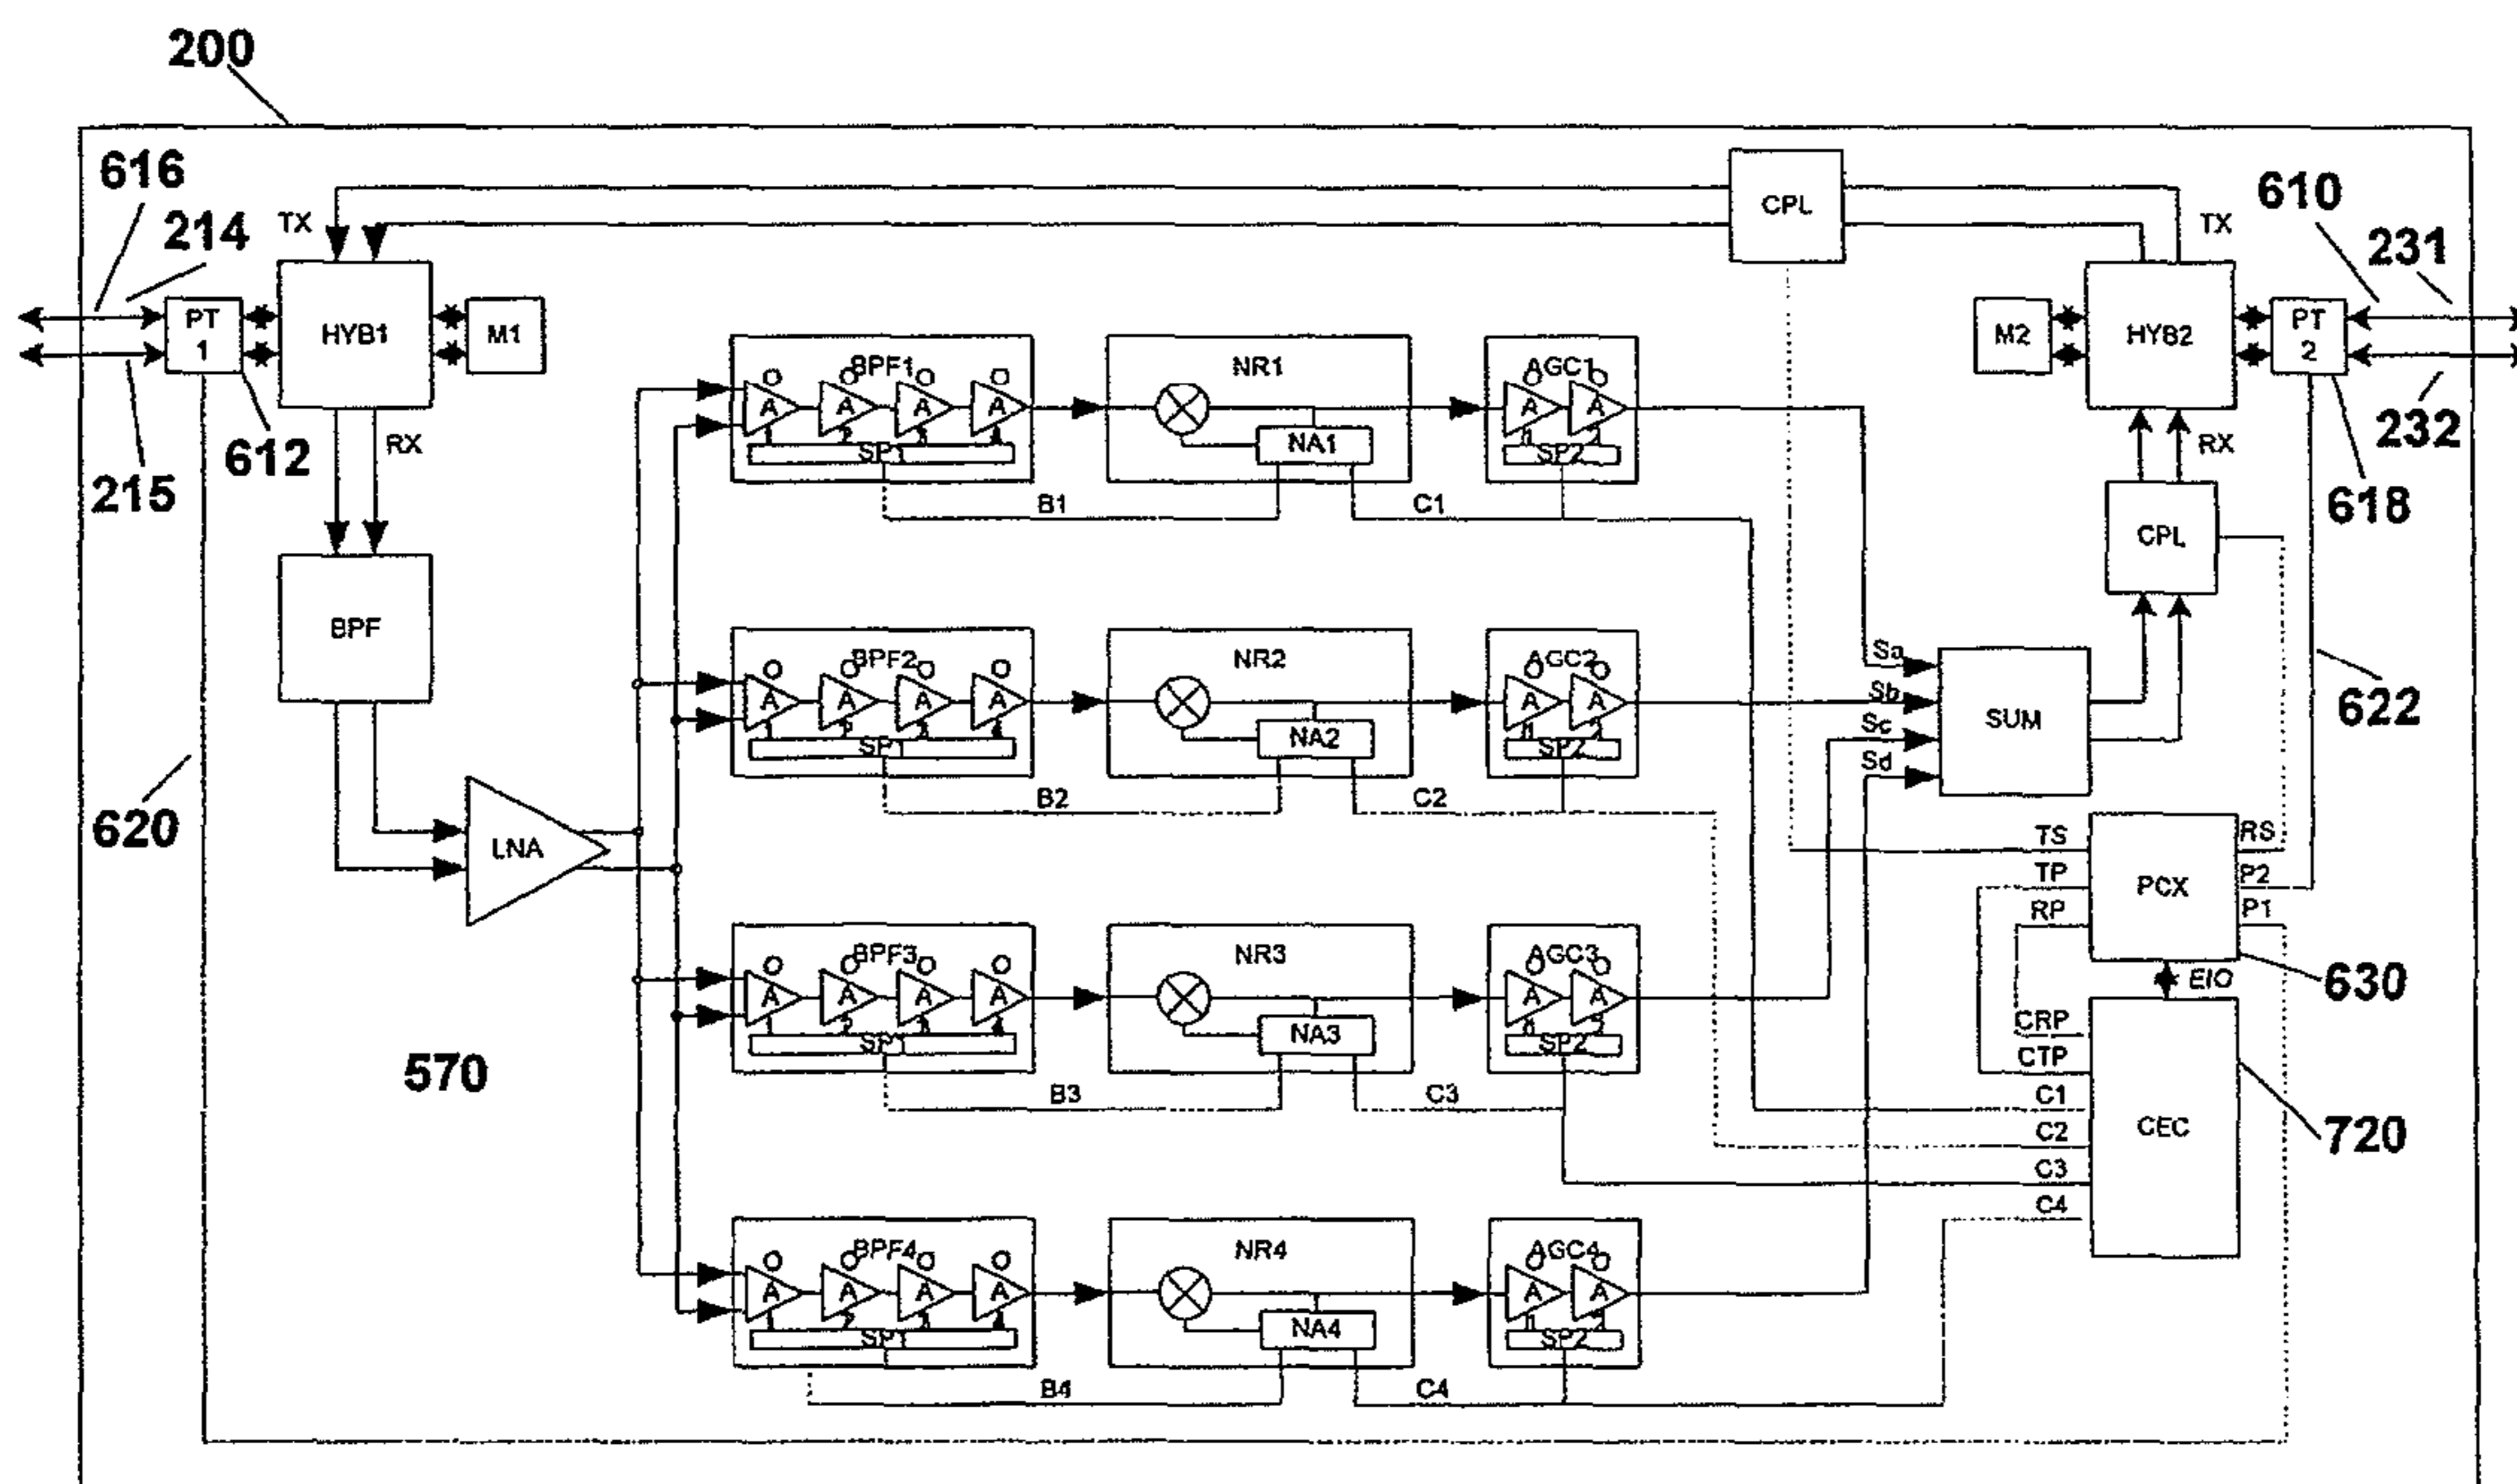 200
616
214
TX
CPL
TX
610
231
PT
1
HYB1
M1
M2
HYB2
PT
2
215
612
RX
232
618
RX
BPF1
A A A A
SP1
NR1
NA1
AGC1
A A
SP2
B1
C1
CPL
BPF
BPF2
A A A A
SP1
NR2
NA2
AGC2
A A
SP2
B2
C2
Sa
Sb
Sc
Sd
SUM
622
620
LNA
TS
TP
RP
PCX
RS
P2
P1
630
EIO
BPF3
A A A A
SP1
NR3
NA3
AGC3
A A
SP2
B3
C3
570
CRP
CTP
C1
C2
C3
C4
CEC
720
BPF4
A A A A
SP1
NR4
NA4
AGC4
A A
SP2
B4
C4